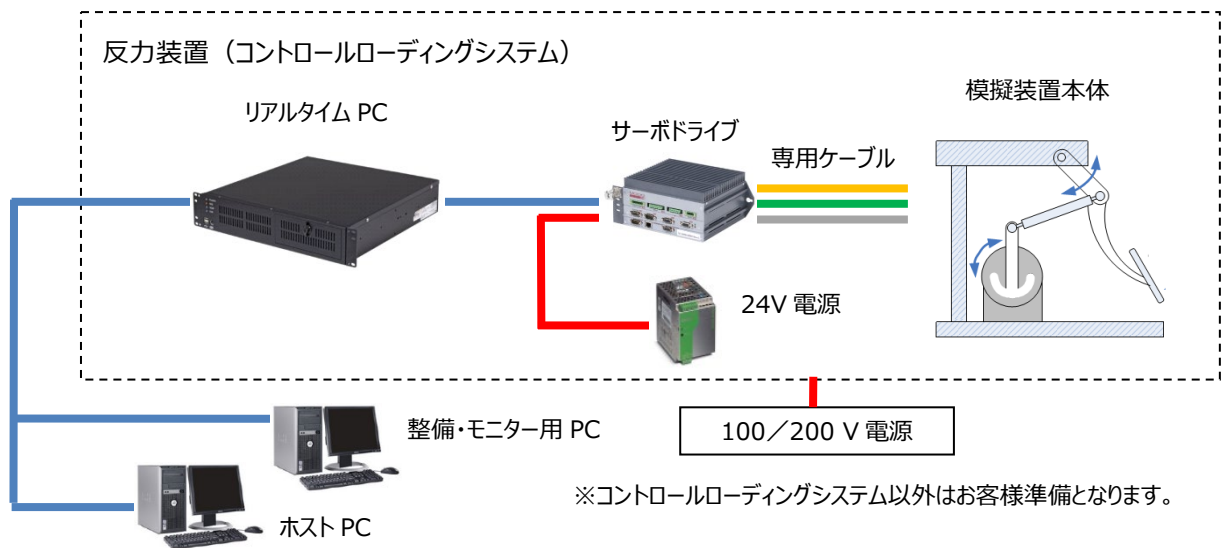 反力装置（コントロールローディングシステム）
リアルタイム PC
サーボドライブ
専用ケーブル
模擬装置本体
24V 電源
整備・モニター用 PC
100／200 V 電源
※コントロールローディングシステム以外はお客様準備となります。
ホスト PC